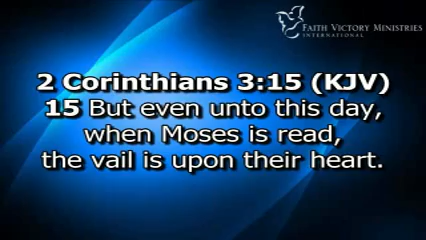 FAITH VICTORY MINISTRIES
INTERNATIONAL
2 Corinthians 3:15 (KJV)
15 But even unto this day,
when Moses is read,
the vail is upon their heart.